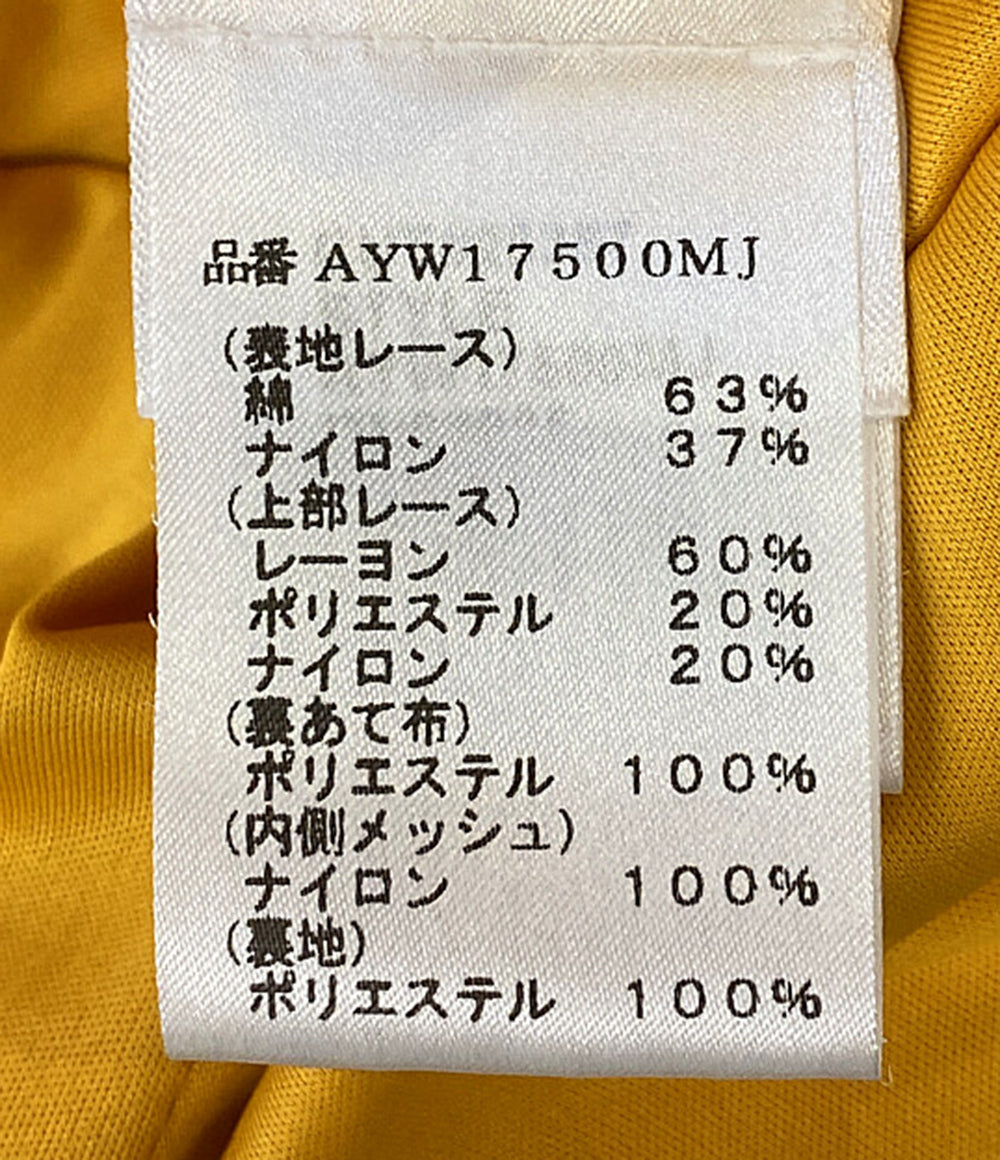 品番 AYW17500MJ
(表地レース)
綿 63%
ナイロン 37%
(上部レース)
レーヨン 60%
ポリエステル 20%
ナイロン 20%
(裏あて布)
ポリエステル 100%
(内側メッシュ)
ナイロン 100%
(裏地)
ポリエステル 100%